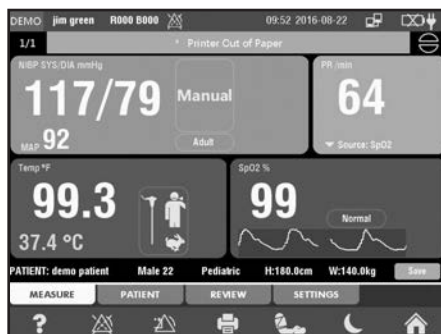 DEMO jim green R000 B000 09:52 2016-08-22
1/1 * Printer Out of Paper
NIBP SYS/DIA mmHg
117/79
Manual
MAP 92
Adult
PR /min
64
Source: SpO2
Temp °F
99.3
37.4 °C
SpO2 %
99
Normal
PATIENT: demo patient Male 22 Pediatric H:180.0cm W:140.0kg Save
MEASURE PATIENT REVIEW SETTINGS
?